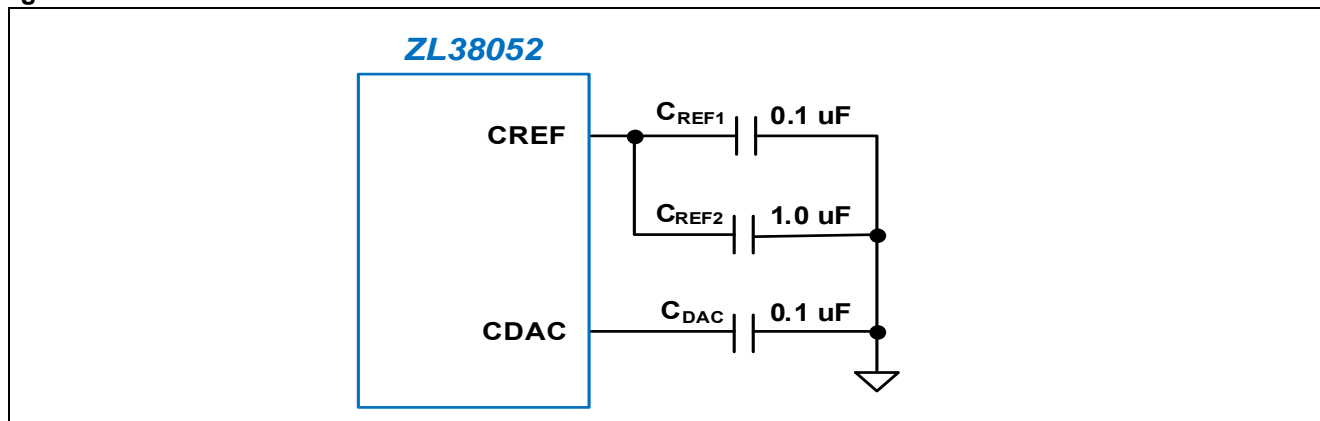 ZL38052
CREF
CREF1 0.1 uF
CREF2 1.0 uF
CDAC
CDAC 0.1 uF